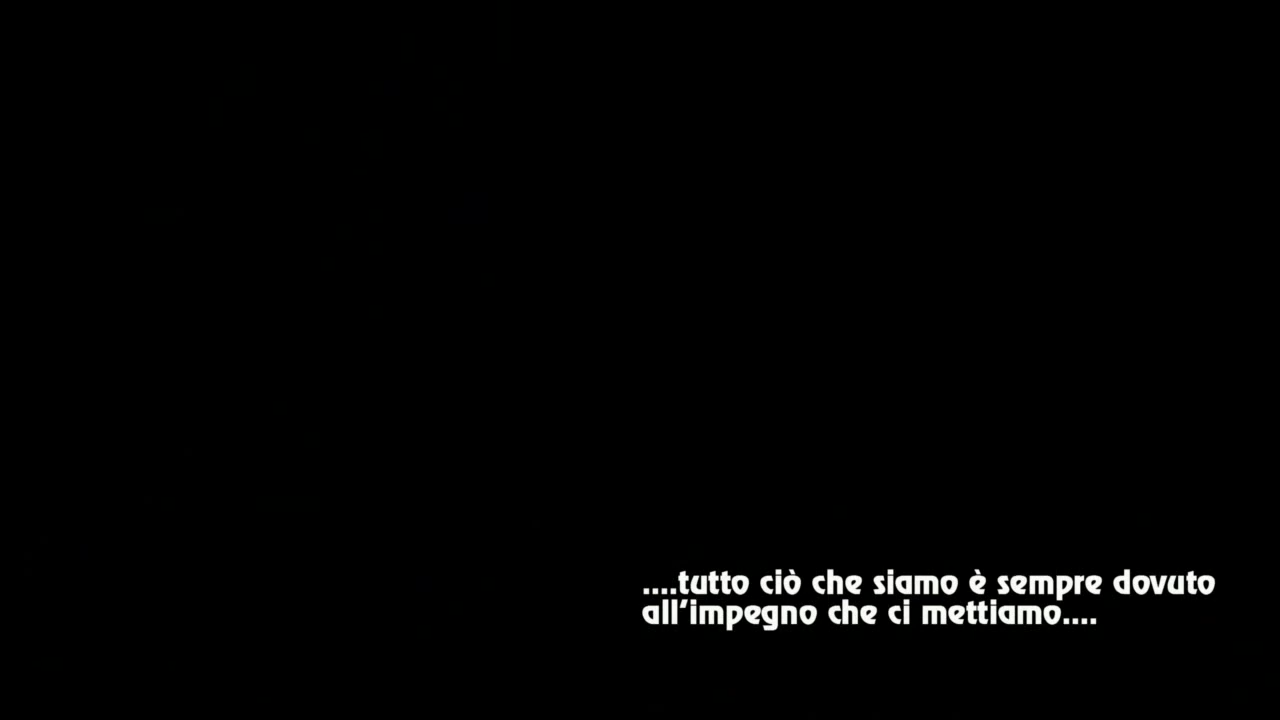 ....tutto ciò che siamo è sempre dovuto
all'impegno che ci mettiamo....